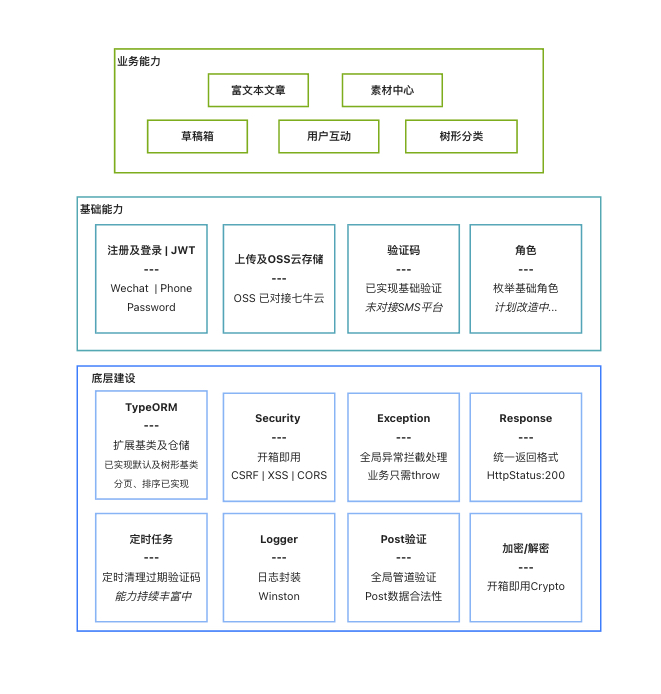 业务能力
富文本文章
素材中心
草稿箱
用户互动
树形分类
基础能力
注册及登录 | JWT
---
Wechat | Phone
Password
上传及OSS云存储
---
OSS 已对接七牛云
验证码
---
已实现基础验证
未对接SMS平台
角色
---
枚举基础角色
计划改造中...
底层建设
TypeORM
---
扩展基类及仓储
已实现默认及树形基类
分页、排序已实现
Security
---
开箱即用
CSRF | XSS | CORS
Exception
---
全局异常拦截处理
业务只需throw
Response
---
统一返回格式
HttpStatus:200
定时任务
---
定时清理过期验证码
能力持续丰富中
Logger
---
日志封装
Winston
Post验证
---
全局管道验证
Post数据合法性
加密/解密
---
开箱即用Crypto